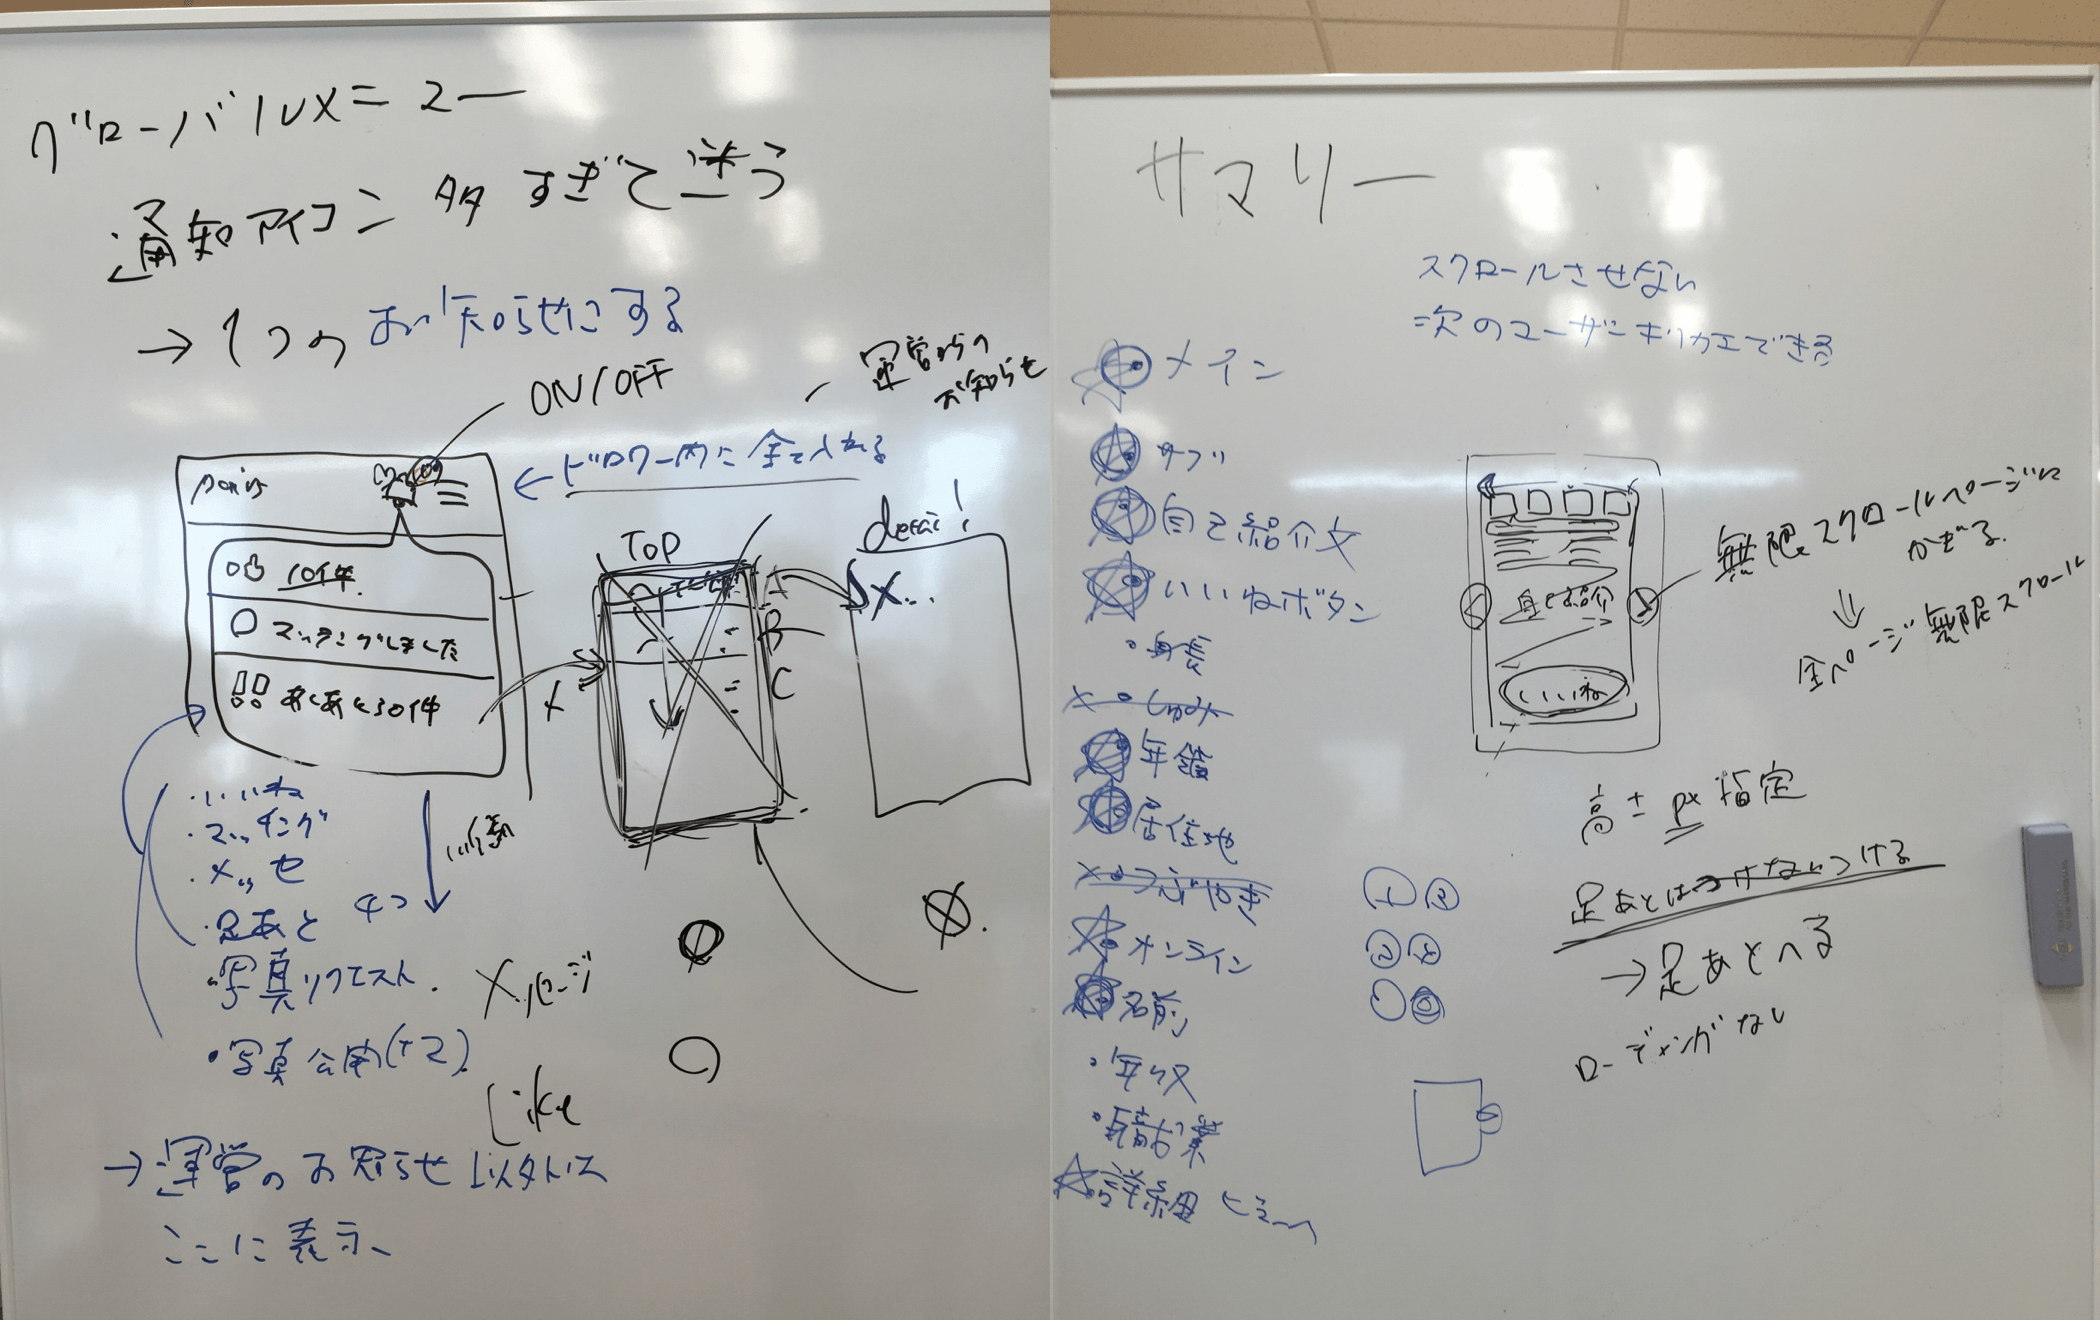 グローバルメニュー
通知アイコン 多すぎて迷う
→ 1つの お知らせにする
ON/OFF
運営からの
お知らせ
← ドロワー内に 全て入れる
pairs
10件
マッチングしました
あしあと30件
TOP
A
B
C
detail
X...
X
・いいね
・マッチング
・メッセ
・足あと 4つ
・写真リクエスト
・写真公開(+2)
メッセージ
Like
→ 運営のお知らせ以外は
ここに表示
サマリー
スクロールさせない
次のユーザーに切りカエできる
メイン
サブ
自己紹介文
いいねボタン
・身長
× しゅみ
年齢
居住地
× つぶやき
オンライン
名前
・年収
・職業
詳細ビューへ
自己紹介
いいね
無限スクロールページに
かぎる。
⇓
全ページ無限スクロール
高さ px指定
足あとはつけないつける
→ 足あとへる
ローディングなし